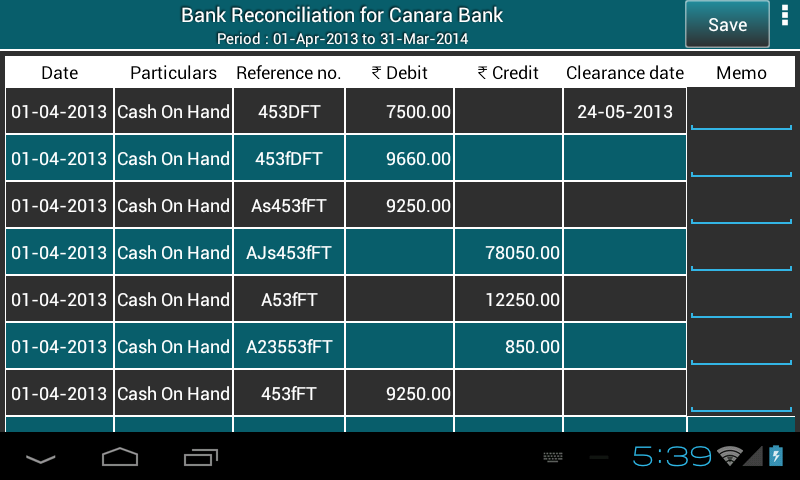 Bank Reconciliation for Canara Bank
Period : 01-Apr-2013 to 31-Mar-2014
Save
Date Particulars Reference no. ₹ Debit ₹ Credit Clearance date Memo
01-04-2013 Cash On Hand 453DFT 7500.00 24-05-2013
01-04-2013 Cash On Hand 453fDFT 9660.00
01-04-2013 Cash On Hand As453fFT 9250.00
01-04-2013 Cash On Hand AJs453fFT 78050.00
01-04-2013 Cash On Hand A53fFT 12250.00
01-04-2013 Cash On Hand A23553fFT 850.00
01-04-2013 Cash On Hand 453fFT 9250.00
5:39